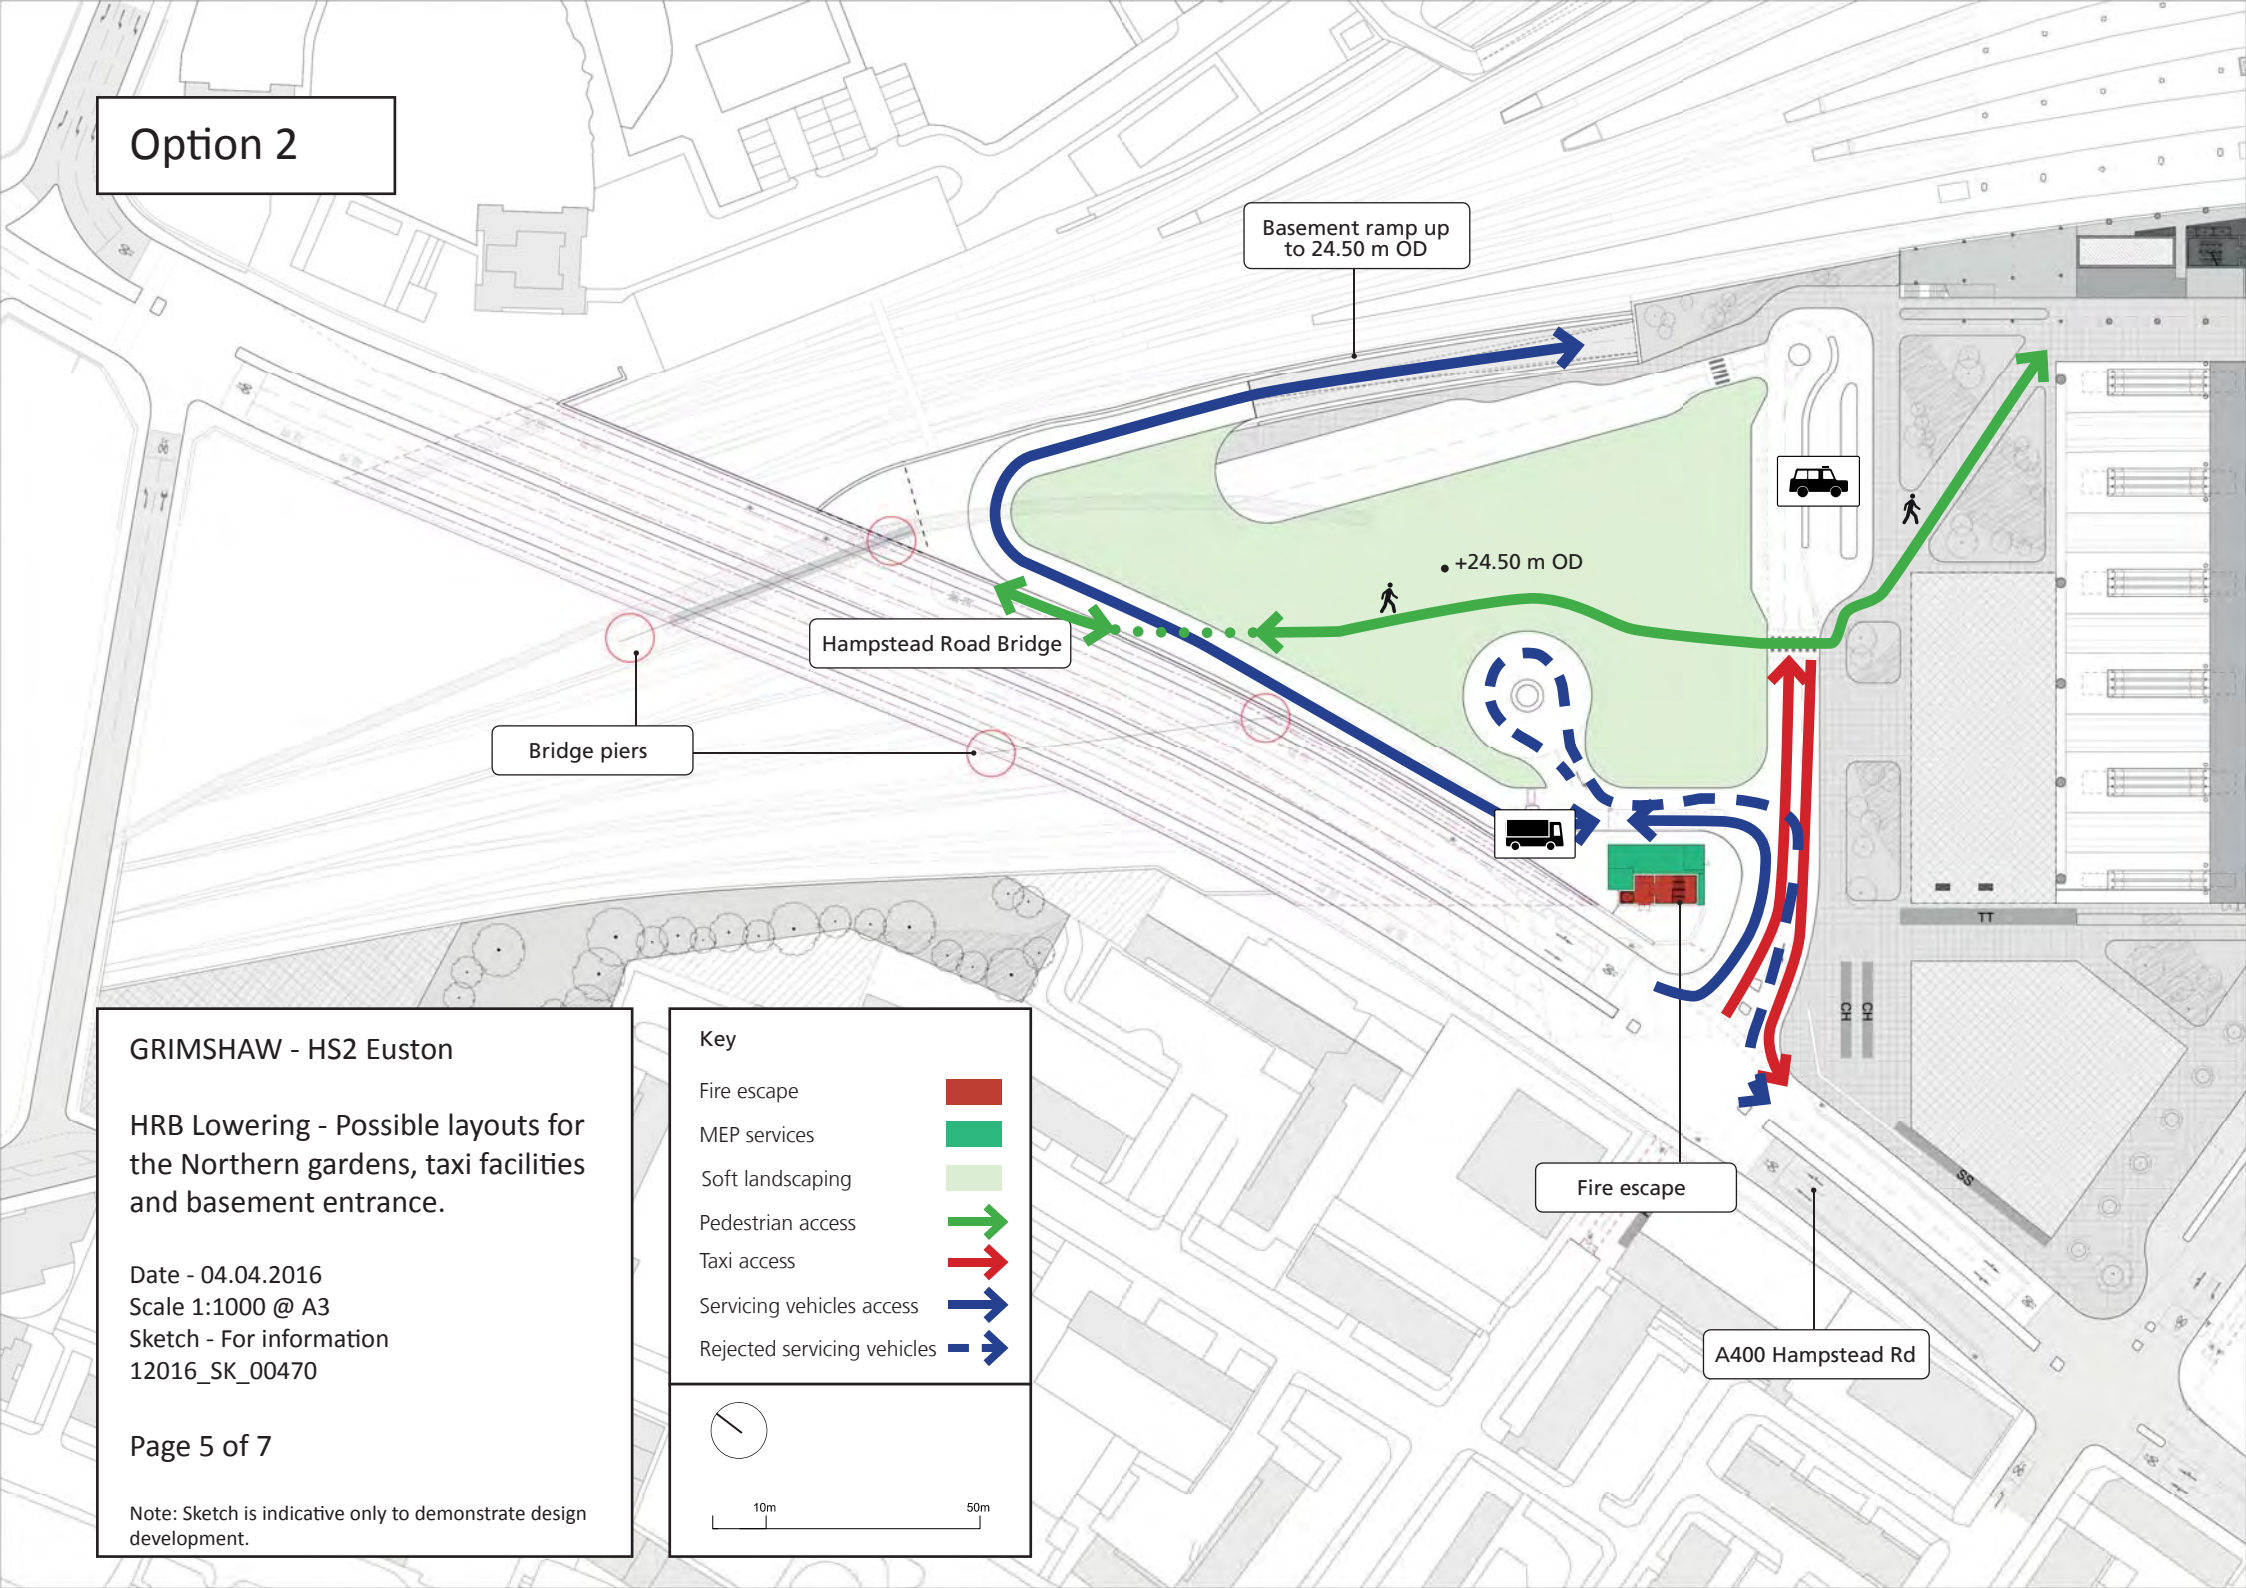 Option 2
Basement ramp up
to 24.50 m OD
+24.50 m OD
Hampstead Road Bridge
Bridge piers
TT
CH
CH
SS
Fire escape
A400 Hampstead Rd
GRIMSHAW - HS2 Euston
HRB Lowering - Possible layouts for
the Northern gardens, taxi facilities
and basement entrance.
Date - 04.04.2016
Scale 1:1000 @ A3
Sketch - For information
12016_SK_00470
Page 5 of 7
Note: Sketch is indicative only to demonstrate design
development.
Key
Fire escape
MEP services
Soft landscaping
Pedestrian access
Taxi access
Servicing vehicles access
Rejected servicing vehicles
10m
50m